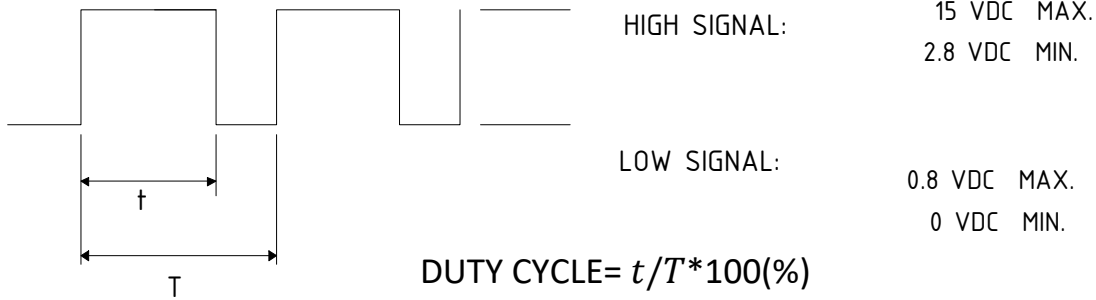 HIGH SIGNAL: 15 VDC MAX.
2.8 VDC MIN.
LOW SIGNAL: 0.8 VDC MAX.
0 VDC MIN.
t
T
DUTY CYCLE= t/T*100(%)